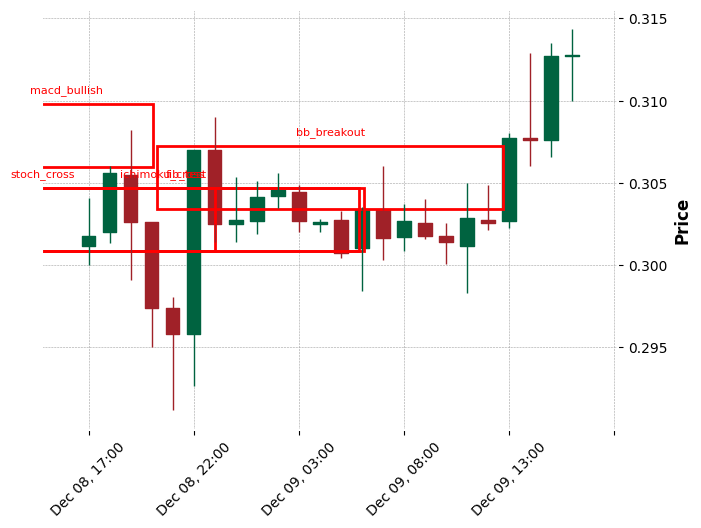 0.315
macd_bullish
0.310
bb_breakout
stoch_cross
0.305
Price
0.300
0.295
Dec 08, 17:00
Dec 08, 22:00
Dec 09, 03:00
Dec 09, 08:00
Dec 09, 13:00